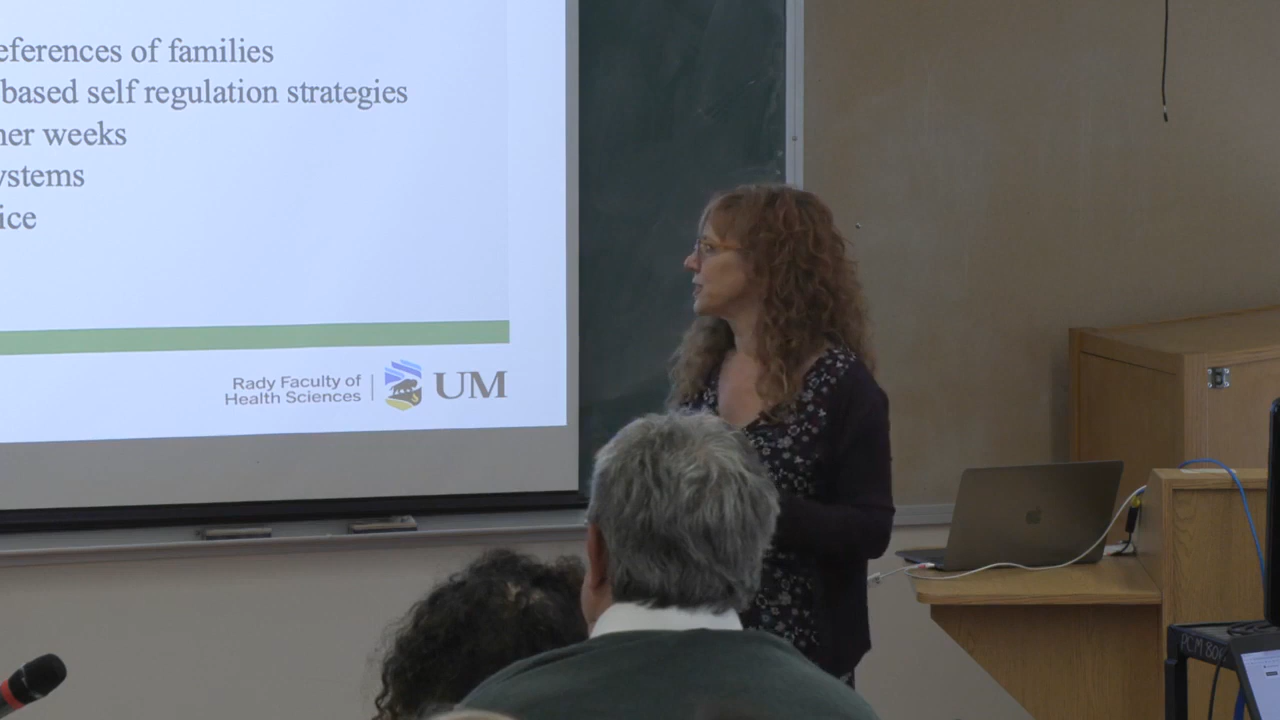 eferences of families
based self regulation strategies
her weeks
ystems
ice
Rady Faculty of
Health Sciences
UM